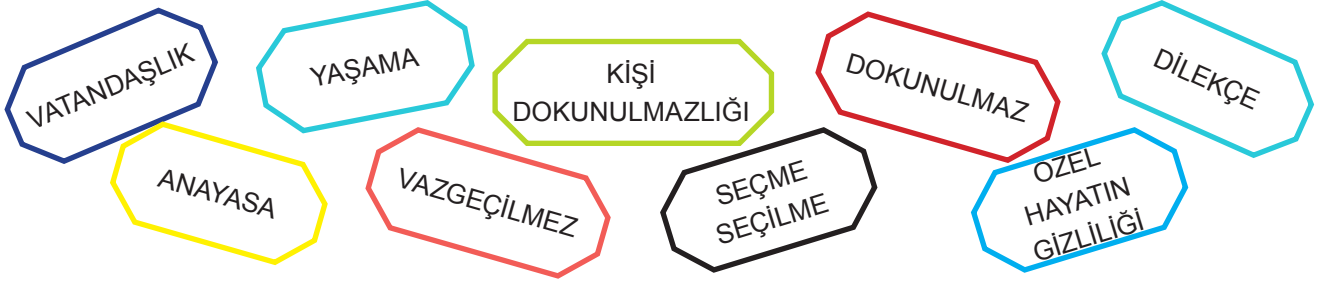 VATANDAŞLIK
YAŞAMA
KİŞİ
DOKUNULMAZLIĞI
DOKUNULMAZ
DİLEKÇE
ANAYASA
VAZGEÇİLMEZ
SEÇME
SEÇİLME
ÖZEL
HAYATIN
GİZLİLİĞİ